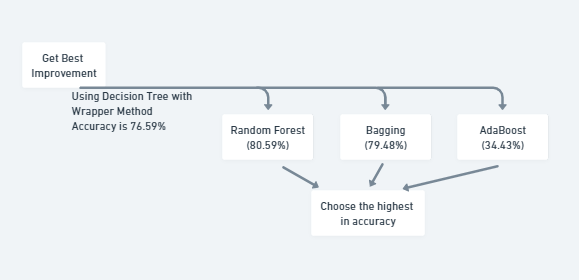 Get Best
Improvement
Using Decision Tree with
Wrapper Method
Accuracy is 76.59%
Random Forest
(80.59%)
Bagging
(79.48%)
AdaBoost
(34.43%)
Choose the highest
in accuracy